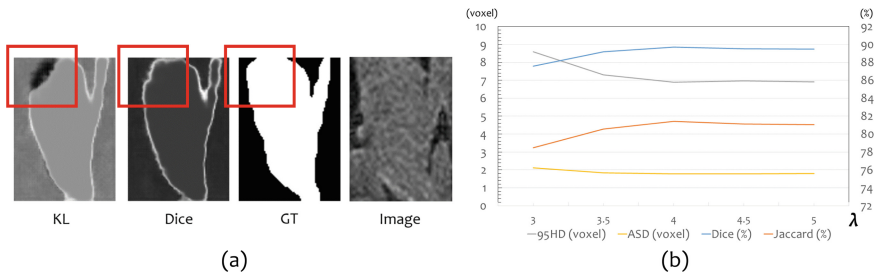 KL Dice GT Image
(a)
(voxel) (%)
10 92
9 90
8 88
7 86
6 84
5 82
4 80
3 78
2 76
1 74
0 72
3 3.5 4 4.5 5 λ
95HD (voxel) ASD (voxel) Dice (%) Jaccard (%)
(b)